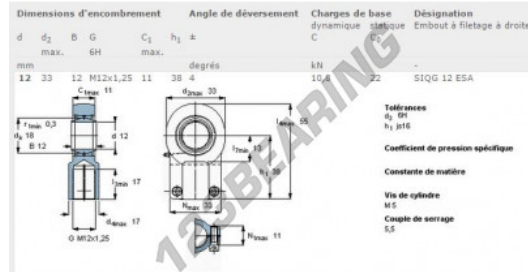 Dimensions d'encombrement Angle de déversement Charges de base Désignation
dynamique statique Embout à filetage à droite
d d2 B G C1 h1 ± C C0
max. 6H max.
mm degrés kN -
12 33 12 M12x1,25 11 38 4 10,8 22 SIQG 12 ESA
C1max 11
d2max 33
r1min 0,3
dk 18
B 12
d 12
l4max 55
l7min 13
h1 38
l3min 17
Nmax 33
d4max 17
G M12x1,25
N1max 11
Tolérances
d2 6H
h1 js16
Coefficient de pression spécifique
Constante de matière
Vis de cylindre
M 5
Couple de serrage
5,5
123BEARING